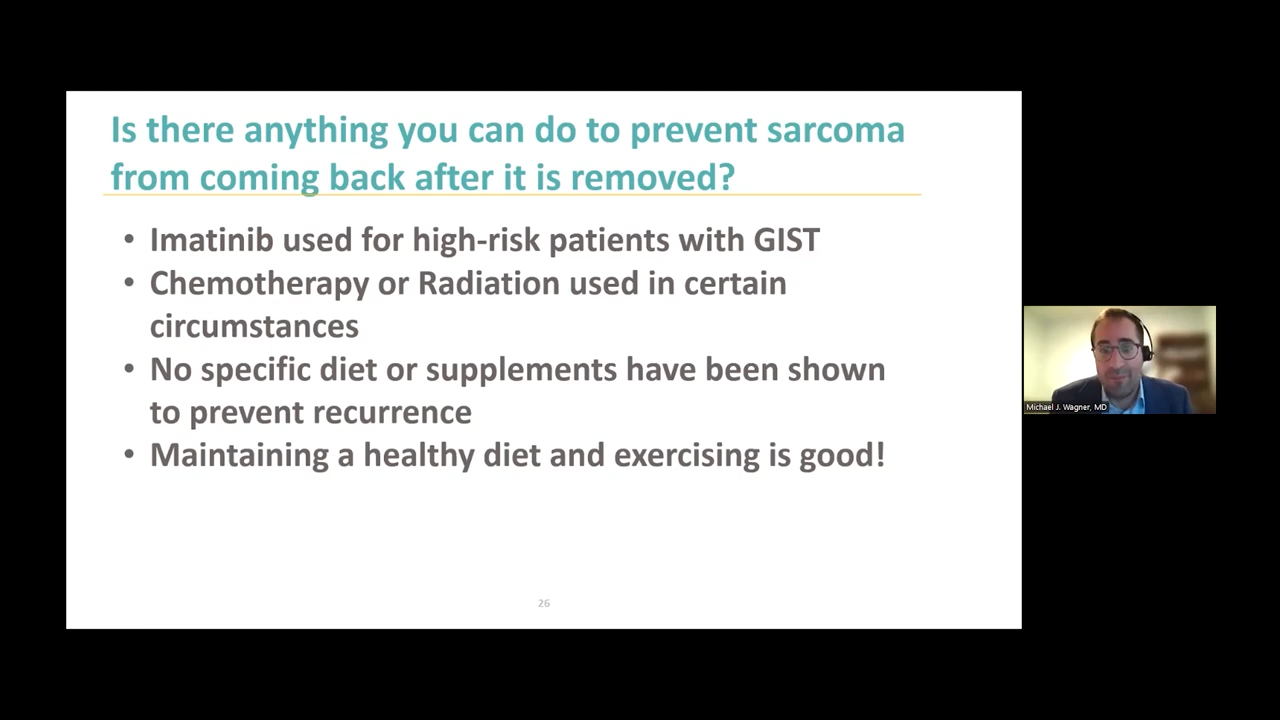 Is there anything you can do to prevent sarcoma
from coming back after it is removed?
• Imatinib used for high-risk patients with GIST
• Chemotherapy or Radiation used in certain
circumstances
• No specific diet or supplements have been shown
to prevent recurrence
• Maintaining a healthy diet and exercising is good!
26
Michael J. Wagner, MD